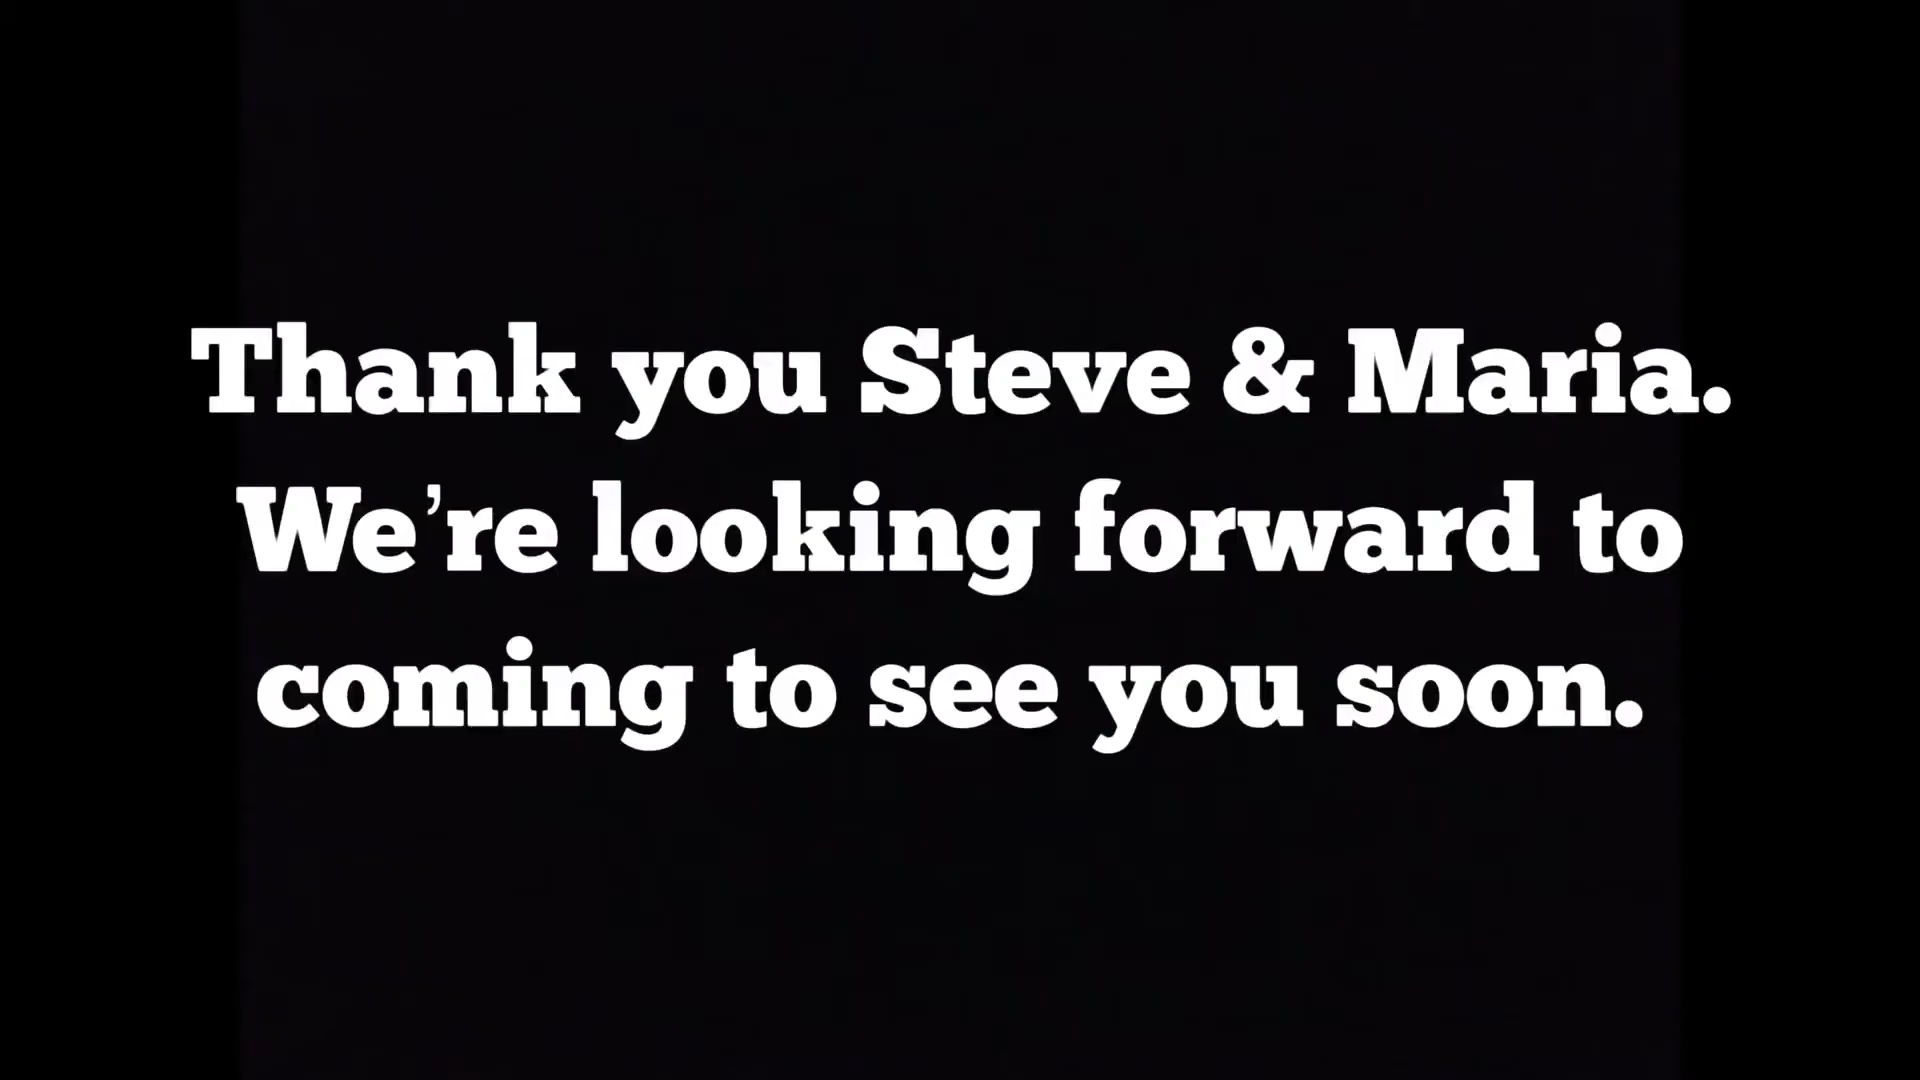 Thank you Steve & Maria.
We’re looking forward to
coming to see you soon.